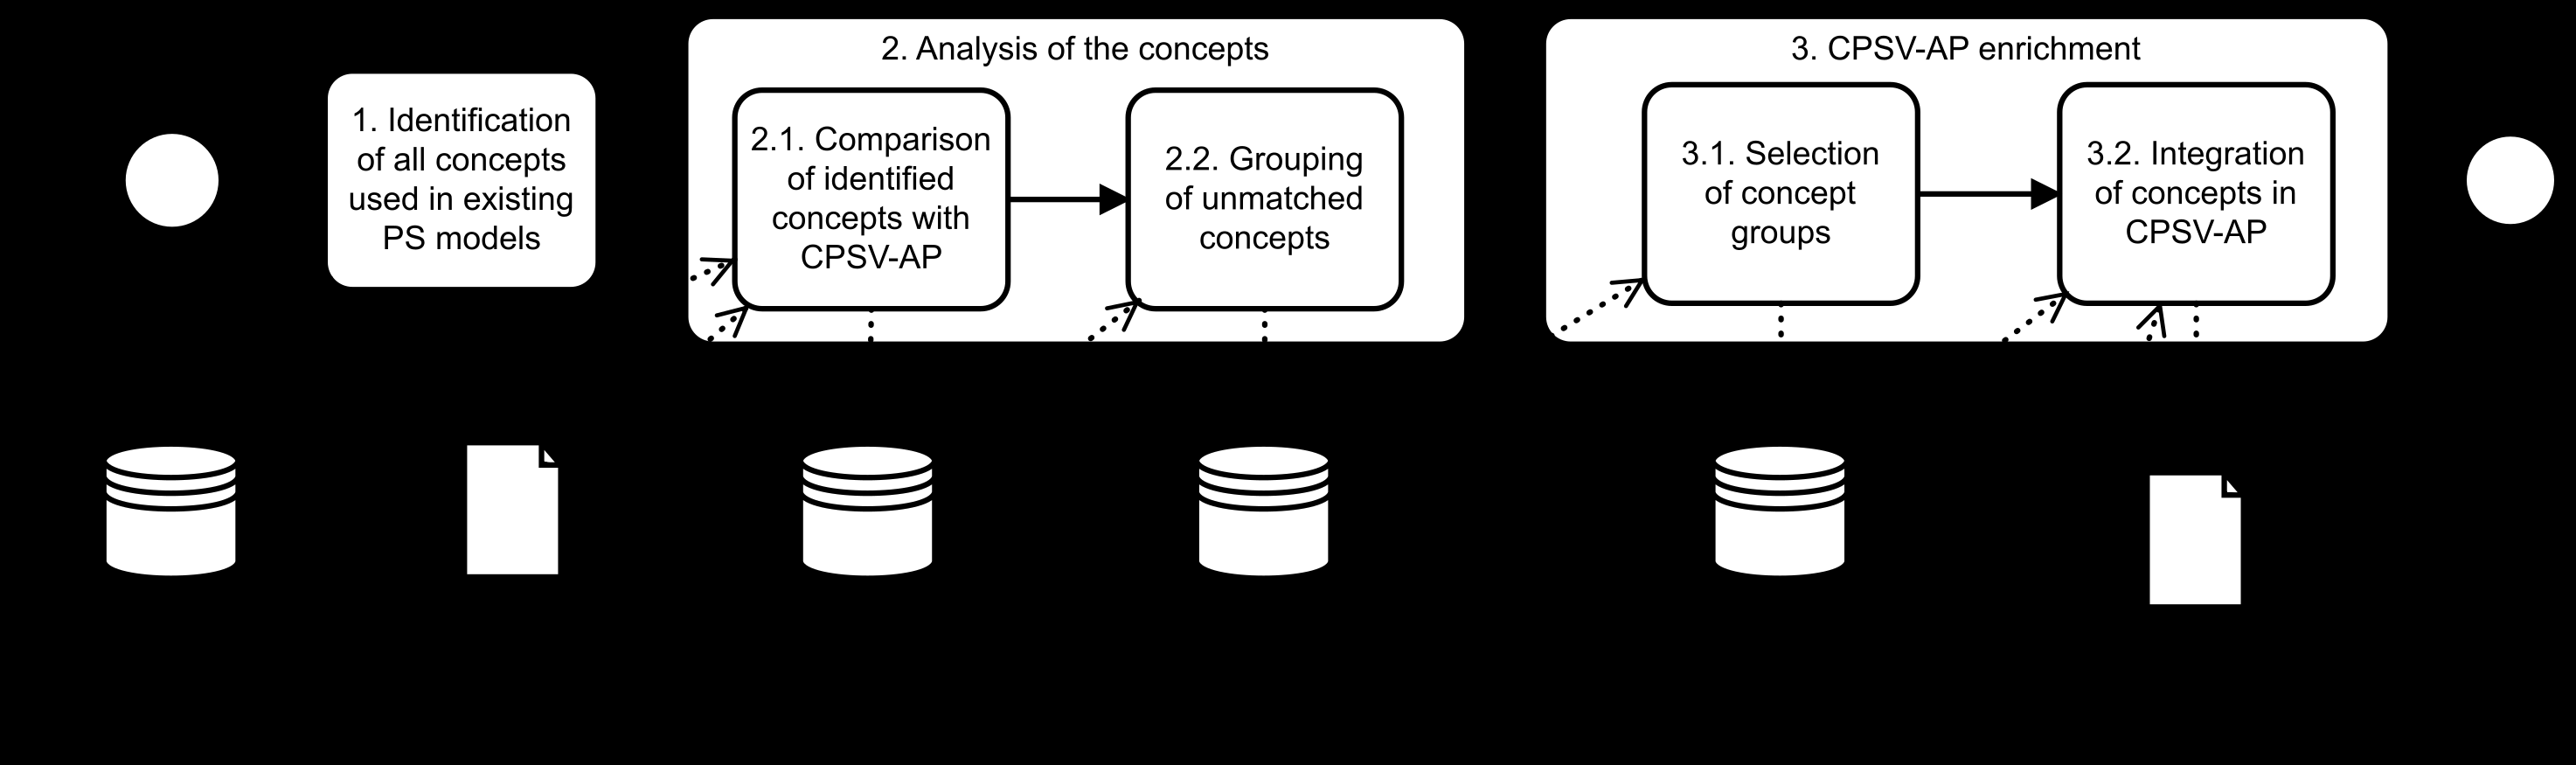 1. Identification
of all concepts
used in existing
PS models
2. Analysis of the concepts
2.1. Comparison
of identified
concepts with
CPSV-AP
2.2. Grouping
of unmatched
concepts
3. CPSV-AP enrichment
3.1. Selection
of concept
groups
3.2. Integration
of concepts in
CPSV-AP